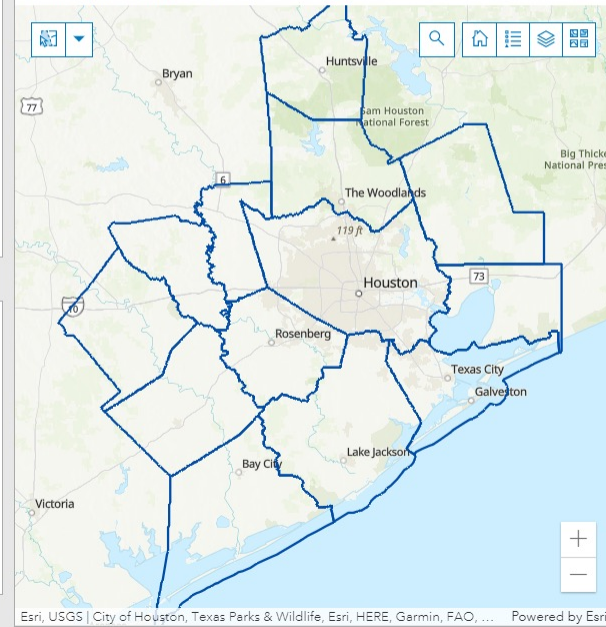 Huntsville
Bryan
77
Sam Houston
National Forest
Big Thicke
National Pres
6
The Woodlands
119 ft
73
Houston
10
Rosenberg
Texas City
Galveston
Lake Jackson
Bay City
Victoria
Esri, USGS | City of Houston, Texas Parks & Wildlife, Esri, HERE, Garmin, FAO, ... Powered by Esri